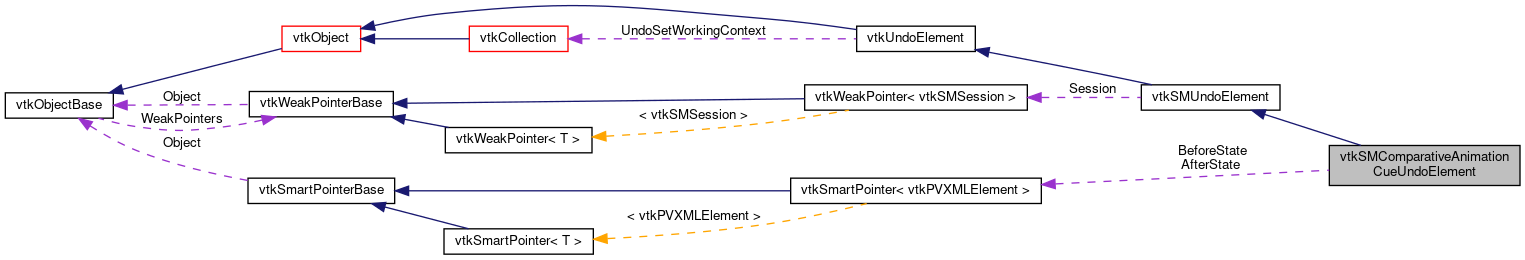 vtkObject
vtkCollection
UndoSetWorkingContext
vtkUndoElement
vtkObjectBase
Object
WeakPointers
Object
vtkWeakPointerBase
vtkWeakPointer< vtkSMSession >
Session
vtkSMUndoElement
< vtkSMSession >
vtkWeakPointer< T >
vtkSmartPointerBase
vtkSmartPointer< vtkPVXMLElement >
BeforeState
AfterState
vtkSMComparativeAnimation
CueUndoElement
< vtkPVXMLElement >
vtkSmartPointer< T >